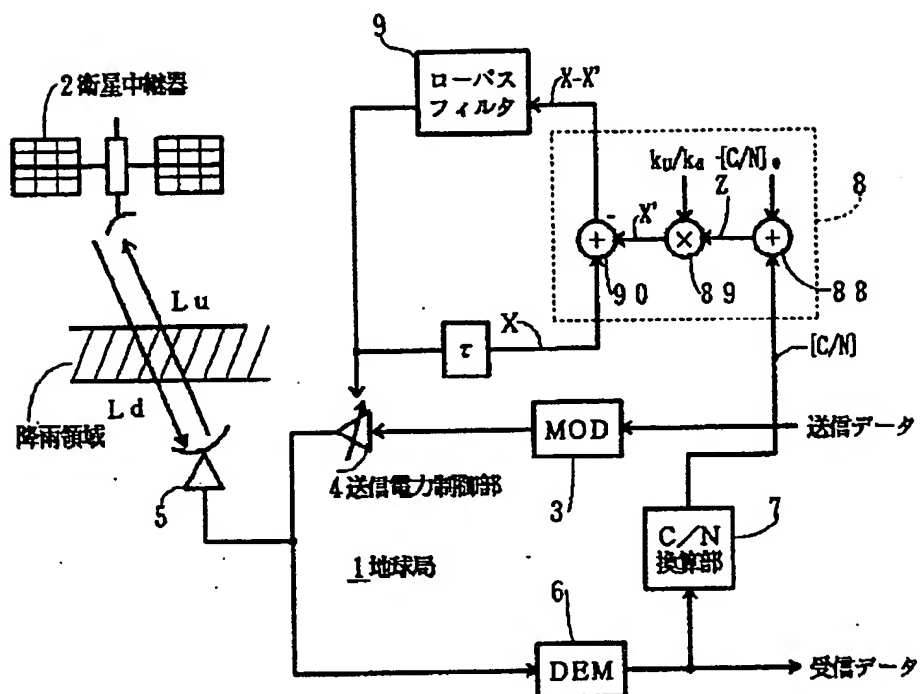 9
ローパス
フィルタ
X-X'
2衛星中継器
ku/kd
-[C/N]。
8
Z
X'
-
+
×
+
90
89
88
Lu
X
τ
[C/N]
Ld
降雨領域
MOD
送信データ
4送信電力制御部
5
3
7
C/N
換算部
1地球局
6
DEM
受信データ